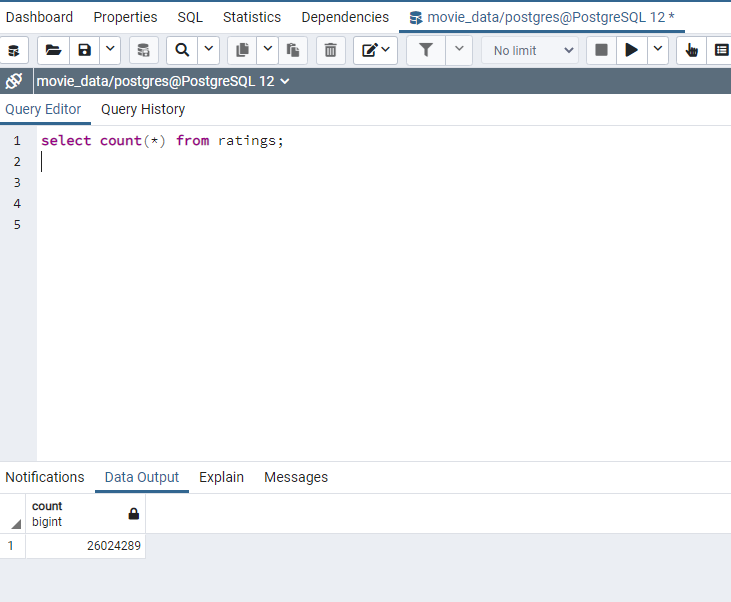 Dashboard Properties SQL Statistics Dependencies movie_data/postgres@PostgreSQL 12 *
No limit
movie_data/postgres@PostgreSQL 12
Query Editor Query History
1 select count(*) from ratings;
2
3
4
5
Notifications Data Output Explain Messages
count
bigint
1 26024289